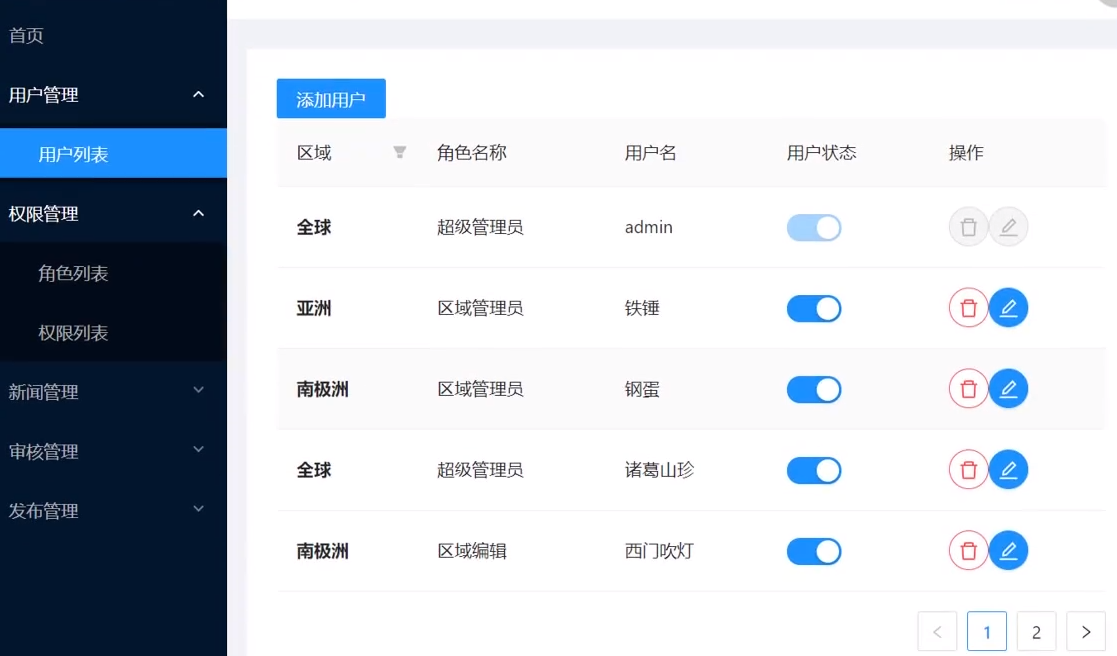 首页
用户管理
用户列表
权限管理
角色列表
权限列表
新闻管理
审核管理
发布管理
添加用户
区域 角色名称 用户名 用户状态 操作
全球 超级管理员 admin
亚洲 区域管理员 铁锤
南极洲 区域管理员 钢蛋
全球 超级管理员 诸葛山珍
南极洲 区域编辑 西门吹灯
< 1 2 >